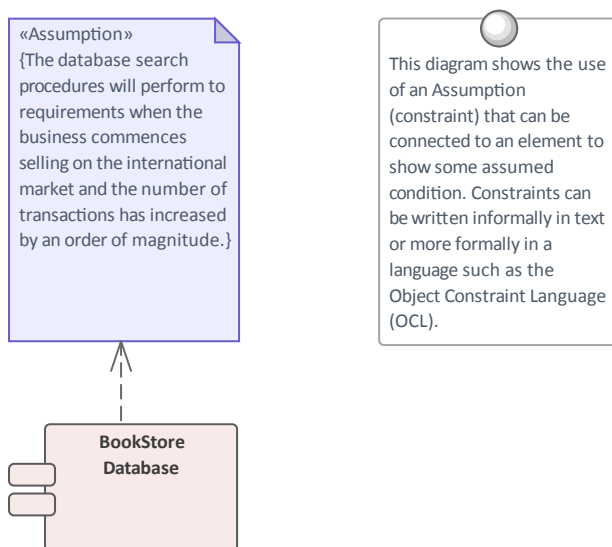 «Assumption»
{The database search
procedures will perform to
requirements when the
business commences
selling on the international
market and the number of
transactions has increased
by an order of magnitude.}
This diagram shows the use
of an Assumption
(constraint) that can be
connected to an element to
show some assumed
condition. Constraints can
be written informally in text
or more formally in a
language such as the
Object Constraint Language
(OCL).
BookStore
Database